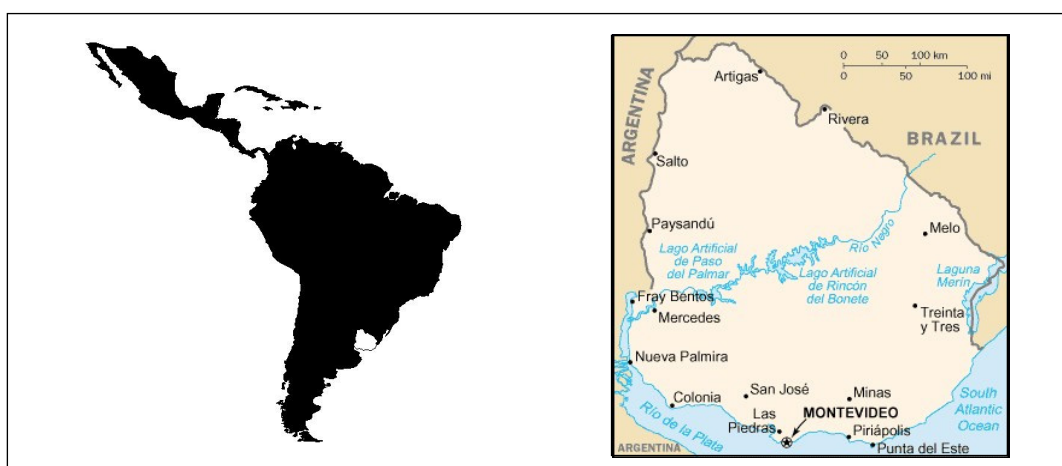 0 50 100 km
0 50 100 mi
Artigas
ARGENTINA
Rivera
BRAZIL
Salto
Paysandú
Río Negro
Melo
Lago Artificial
de Paso
del Palmar
Lago Artificial
de Rincón
del Bonete
Laguna
Merín
Fray Bentos
Mercedes
Treinta
y Tres
Nueva Palmira
San José
Minas
South
Atlantic
Ocean
Colonia
Las
Piedras
MONTEVIDEO
Río de la Plata
Piriápolis
Punta del Este
ARGENTINA